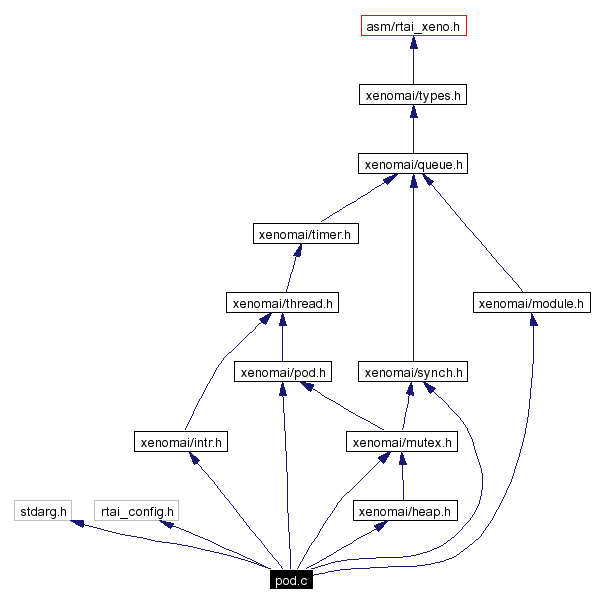 asm/rtai_xeno.h
xenomai/types.h
xenomai/queue.h
xenomai/timer.h
xenomai/thread.h
xenomai/module.h
xenomai/pod.h
xenomai/synch.h
xenomai/intr.h
xenomai/mutex.h
stdarg.h
rtai_config.h
xenomai/heap.h
pod.c